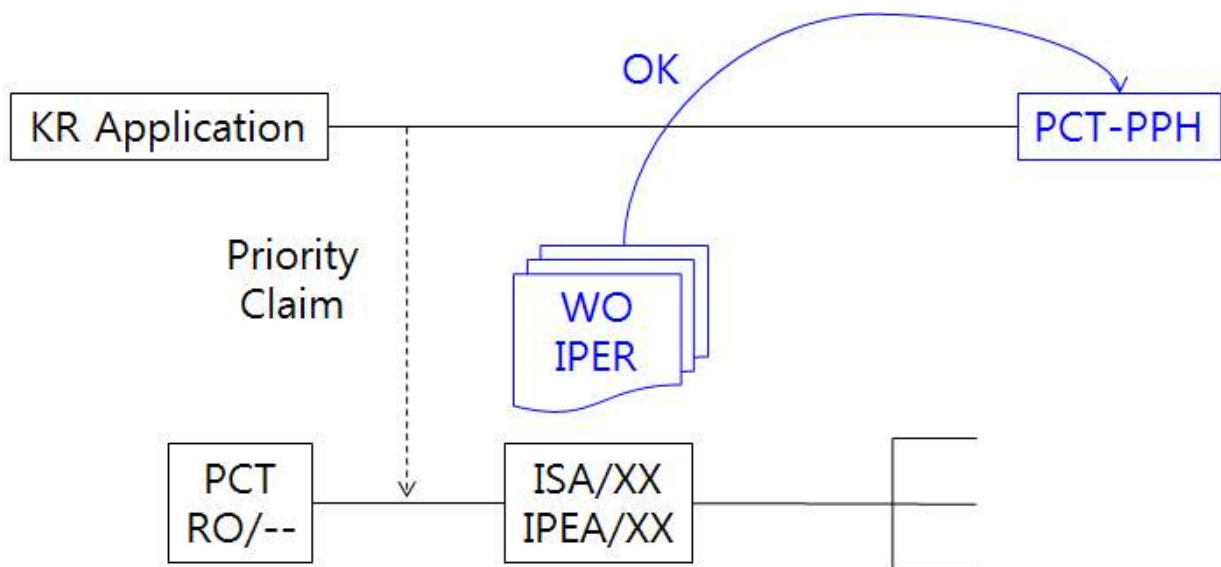 OK
KR Application
PCT-PPH
Priority
Claim
WO
IPER
PCT
RO/--
ISA/XX
IPEA/XX